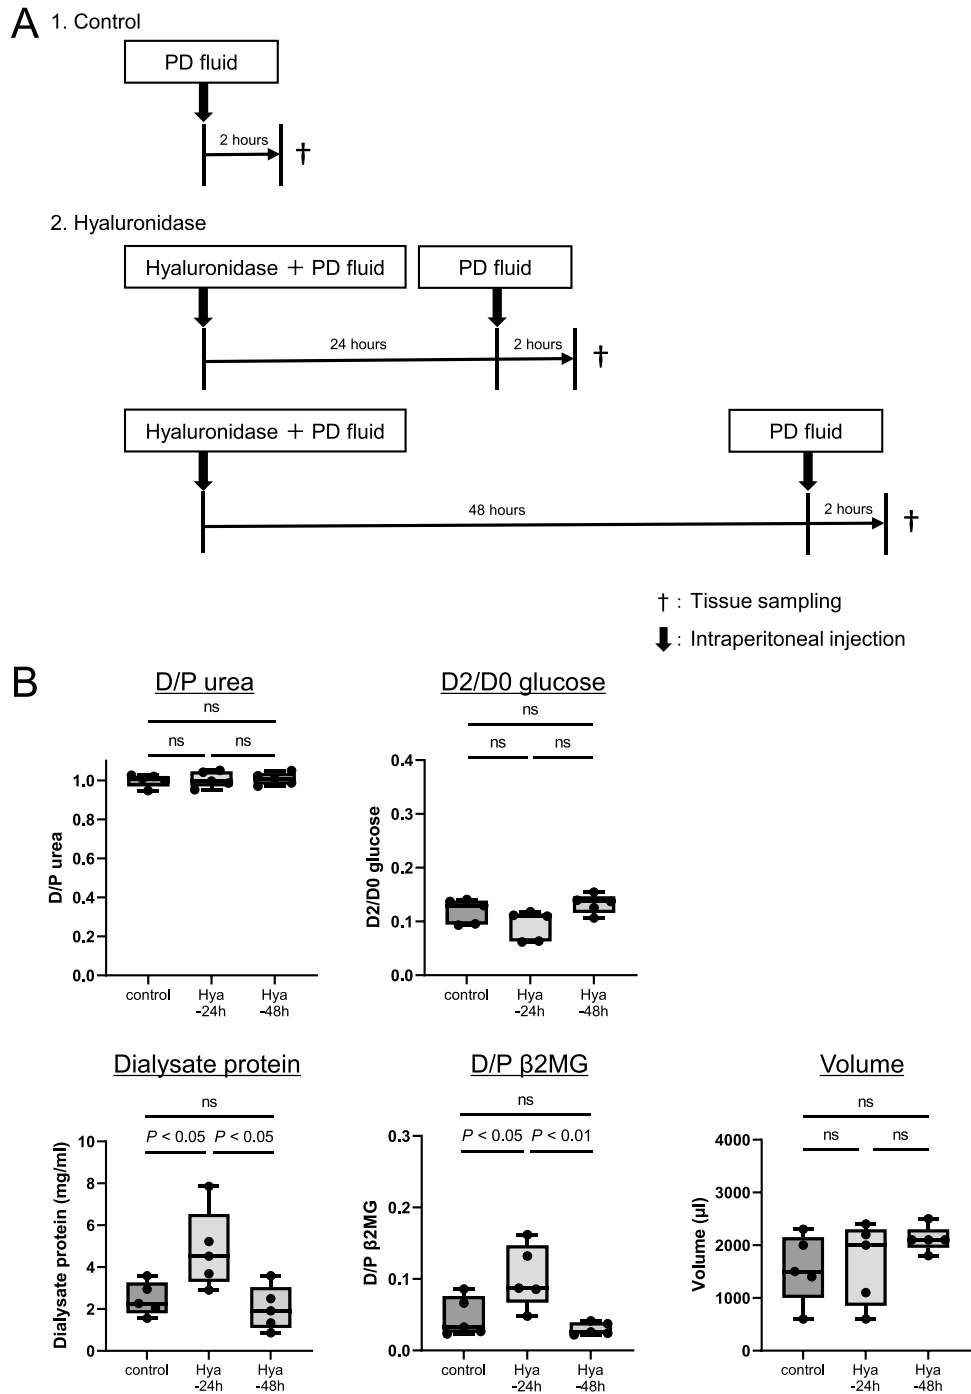 A
1. Control
PD fluid
2 hours
†
2. Hyaluronidase
Hyaluronidase + PD fluid
PD fluid
24 hours
2 hours
†
Hyaluronidase + PD fluid
PD fluid
48 hours
2 hours
†
† : Tissue sampling
: Intraperitoneal injection
B
D/P urea
ns
ns
ns
D/P urea
1.0
0.8
0.6
0.4
0.2
0.0
control
Hya
-24h
Hya
-48h
D2/D0 glucose
ns
ns
ns
D2/D0 glucose
0.4
0.3
0.2
0.1
0.0
control
Hya
-24h
Hya
-48h
Dialysate protein
ns
P < 0.05
P < 0.05
Dialysate protein (mg/ml)
10
8
6
4
2
0
control
Hya
-24h
Hya
-48h
D/P β2MG
ns
P < 0.05
P < 0.01
D/P β2MG
0.3
0.2
0.1
0.0
control
Hya
-24h
Hya
-48h
Volume
ns
ns
ns
Volume (µl)
4000
3000
2000
1000
0
control
Hya
-24h
Hya
-48h